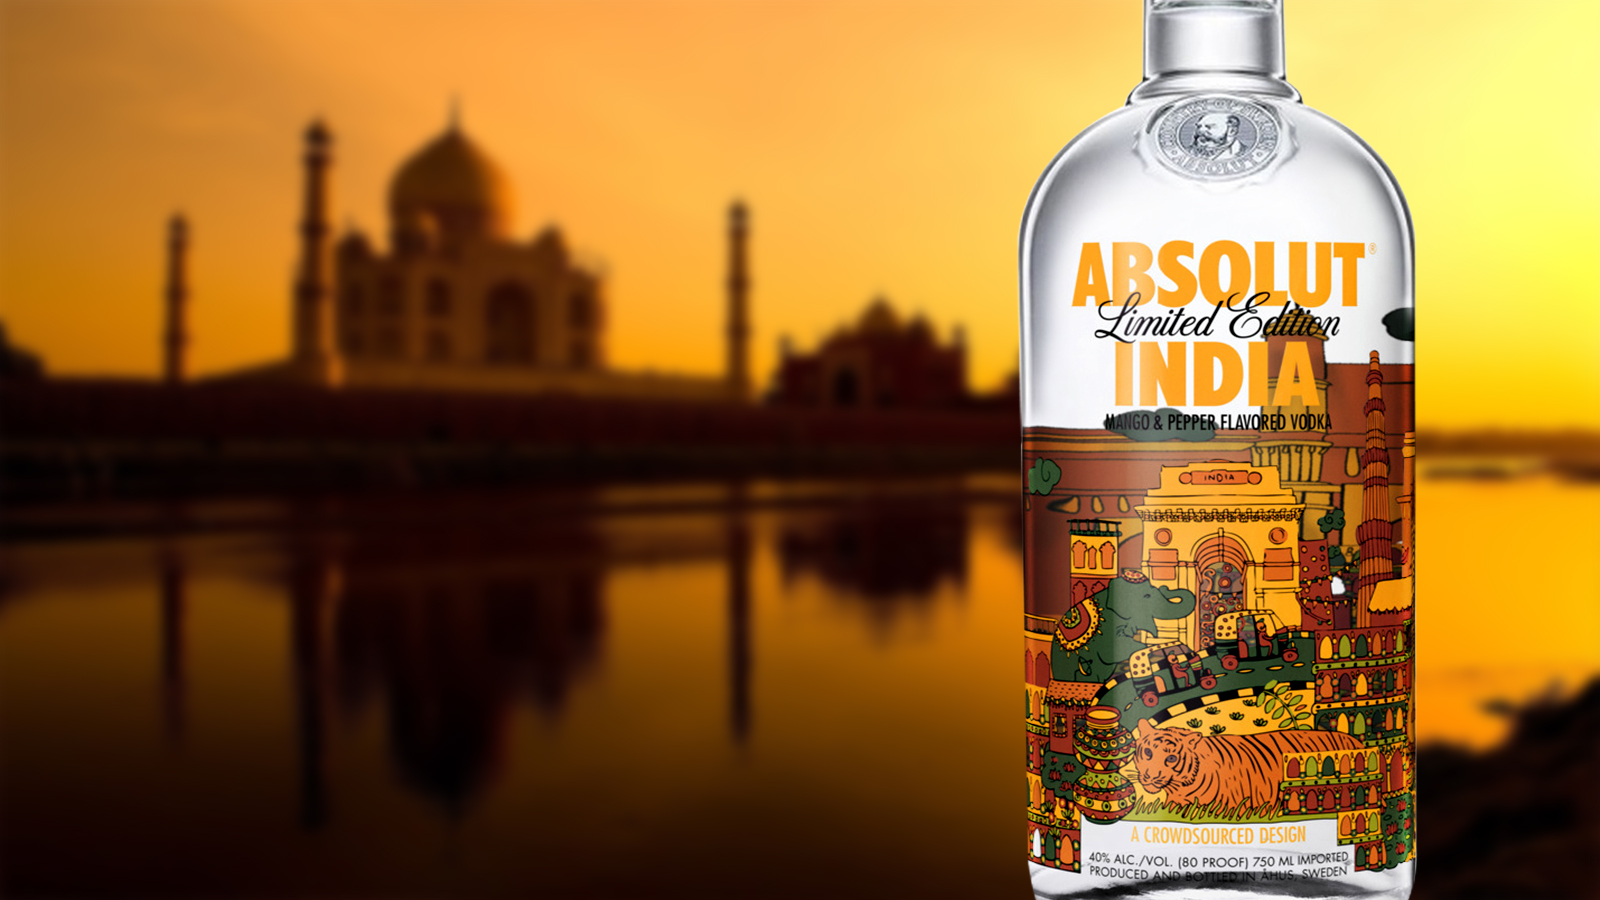 ABSOLUT
ABSOLUT®
Limited Edition
INDIA
MANGO & PEPPER FLAVORED VODKA
INDIA
A CROWDSOURCED DESIGN
40% ALC./VOL. (80 PROOF) 750 ML IMPORTED
PRODUCED AND BOTTLED IN ÅHUS, SWEDEN